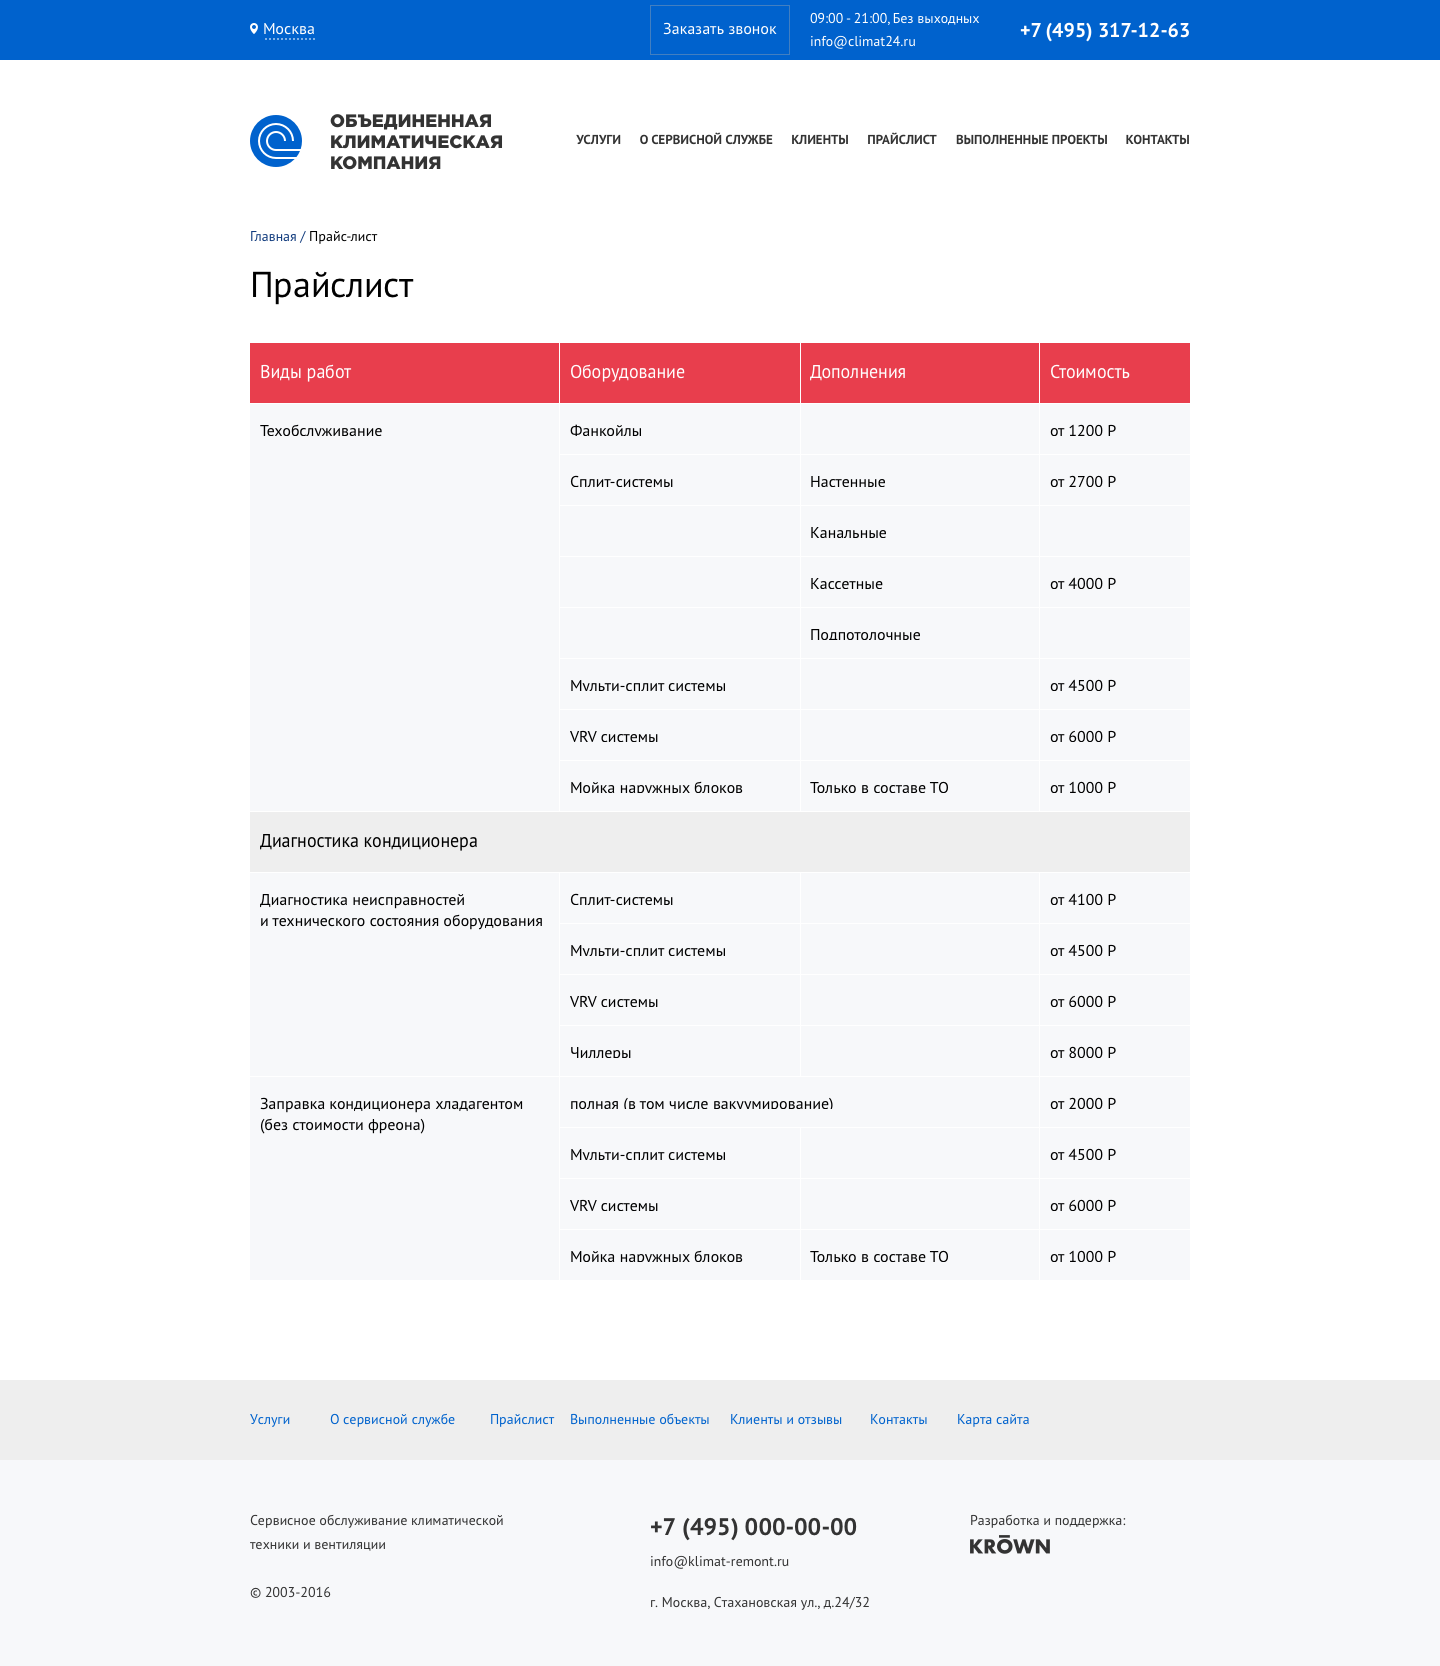 Москва
Заказать звонок
09:00 - 21:00, Без выходных
info@climat24.ru
+7 (495) 317-12-63
ОБЪЕДИНЕННАЯ
КЛИМАТИЧЕСКАЯ
КОМПАНИЯ
УСЛУГИ О СЕРВИСНОЙ СЛУЖБЕ КЛИЕНТЫ ПРАЙСЛИСТ ВЫПОЛНЕННЫЕ ПРОЕКТЫ КОНТАКТЫ
Главная / Прайс-лист
Прайслист
Виды работ Оборудование Дополнения Стоимость
Техобслуживание Фанкойлы от 1200 Р
Сплит-системы Настенные от 2700 Р
Канальные
Кассетные от 4000 Р
Подпотолочные
Мульти-сплит системы от 4500 Р
VRV системы от 6000 Р
Мойка наружных блоков Только в составе ТО от 1000 Р
Диагностика кондиционера
Диагностика неисправностей Сплит-системы от 4100 Р
и технического состояния оборудования
Мульти-сплит системы от 4500 Р
VRV системы от 6000 Р
Чиллеры от 8000 Р
Заправка кондиционера хладагентом полная (в том числе вакуумирование) от 2000 Р
(без стоимости фреона)
Мульти-сплит системы от 4500 Р
VRV системы от 6000 Р
Мойка наружных блоков Только в составе ТО от 1000 Р
Услуги О сервисной службе Прайслист Выполненные объекты Клиенты и отзывы Контакты Карта сайта
Сервисное обслуживание климатической
техники и вентиляции
© 2003-2016
+7 (495) 000-00-00
info@klimat-remont.ru
г. Москва, Стахановская ул., д.24/32
Разработка и поддержка:
KRŌWN